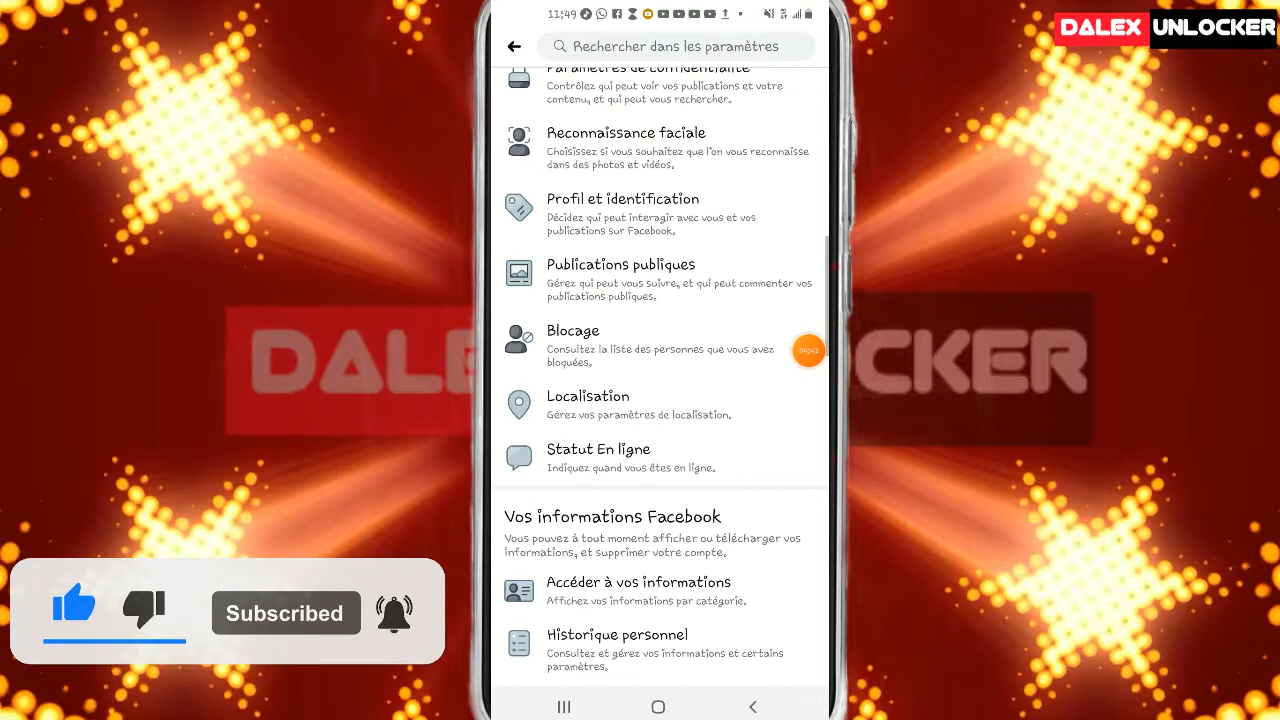 11:49
DALEX UNLOCKER
Rechercher dans les paramètres
Paramètres de confidentialité
Contrôlez qui peut voir vos publications et votre
contenu, et qui peut vous rechercher.
Reconnaissance faciale
Choisissez si vous souhaitez que l'on vous reconnaisse
dans des photos et vidéos.
Profil et identification
Décidez qui peut interagir avec vous et vos
publications sur Facebook.
Publications publiques
Gérez qui peut vous suivre, et qui peut commenter vos
publications publiques.
Blocage
Consultez la liste des personnes que vous avez
bloquées.
DALE
OCKER
Localisation
Gérez vos paramètres de localisation.
Statut En ligne
Indiquez quand vous êtes en ligne.
Vos informations Facebook
Vous pouvez à tout moment afficher ou télécharger vos
informations, et supprimer votre compte.
Accéder à vos informations
Affichez vos informations par catégorie.
Subscribed
Historique personnel
Consultez et gérez vos informations et certains
paramètres.